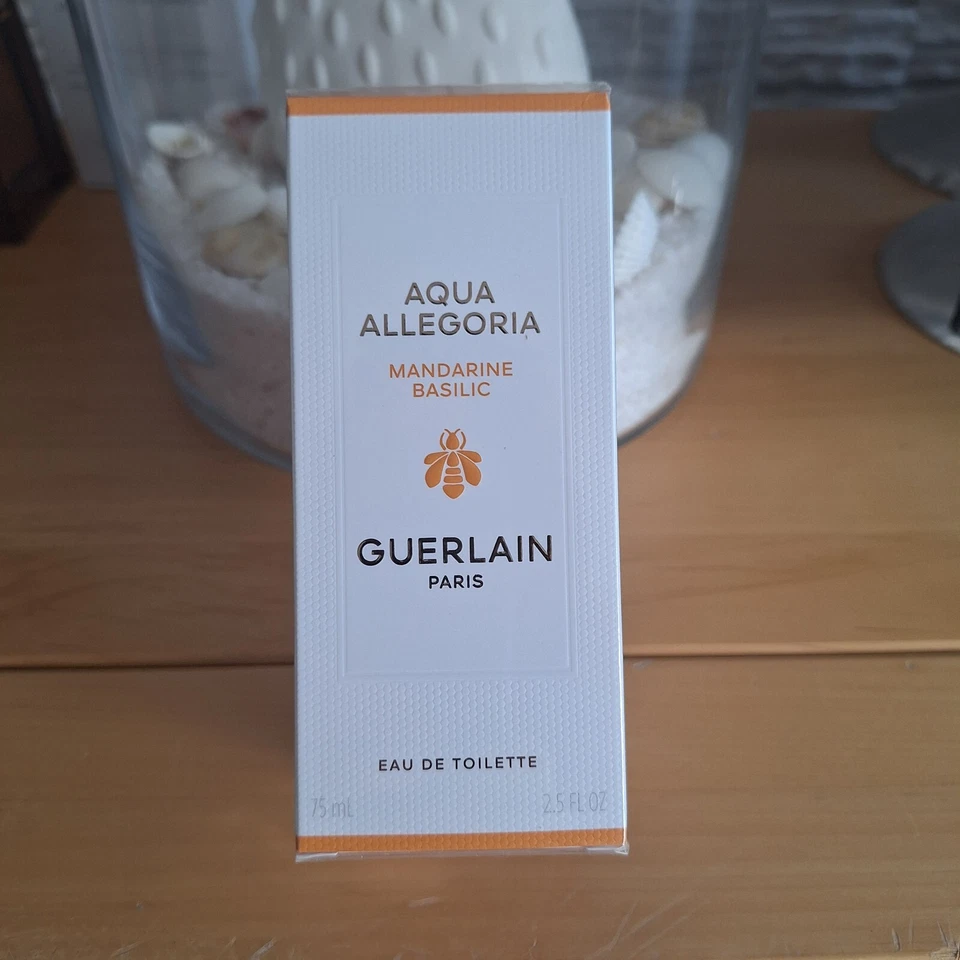 AQUA
ALLEGORIA
MANDARINE
BASILIC
GUERLAIN
PARIS
EAU DE TOILETTE
75 mL 2.5 FL OZ